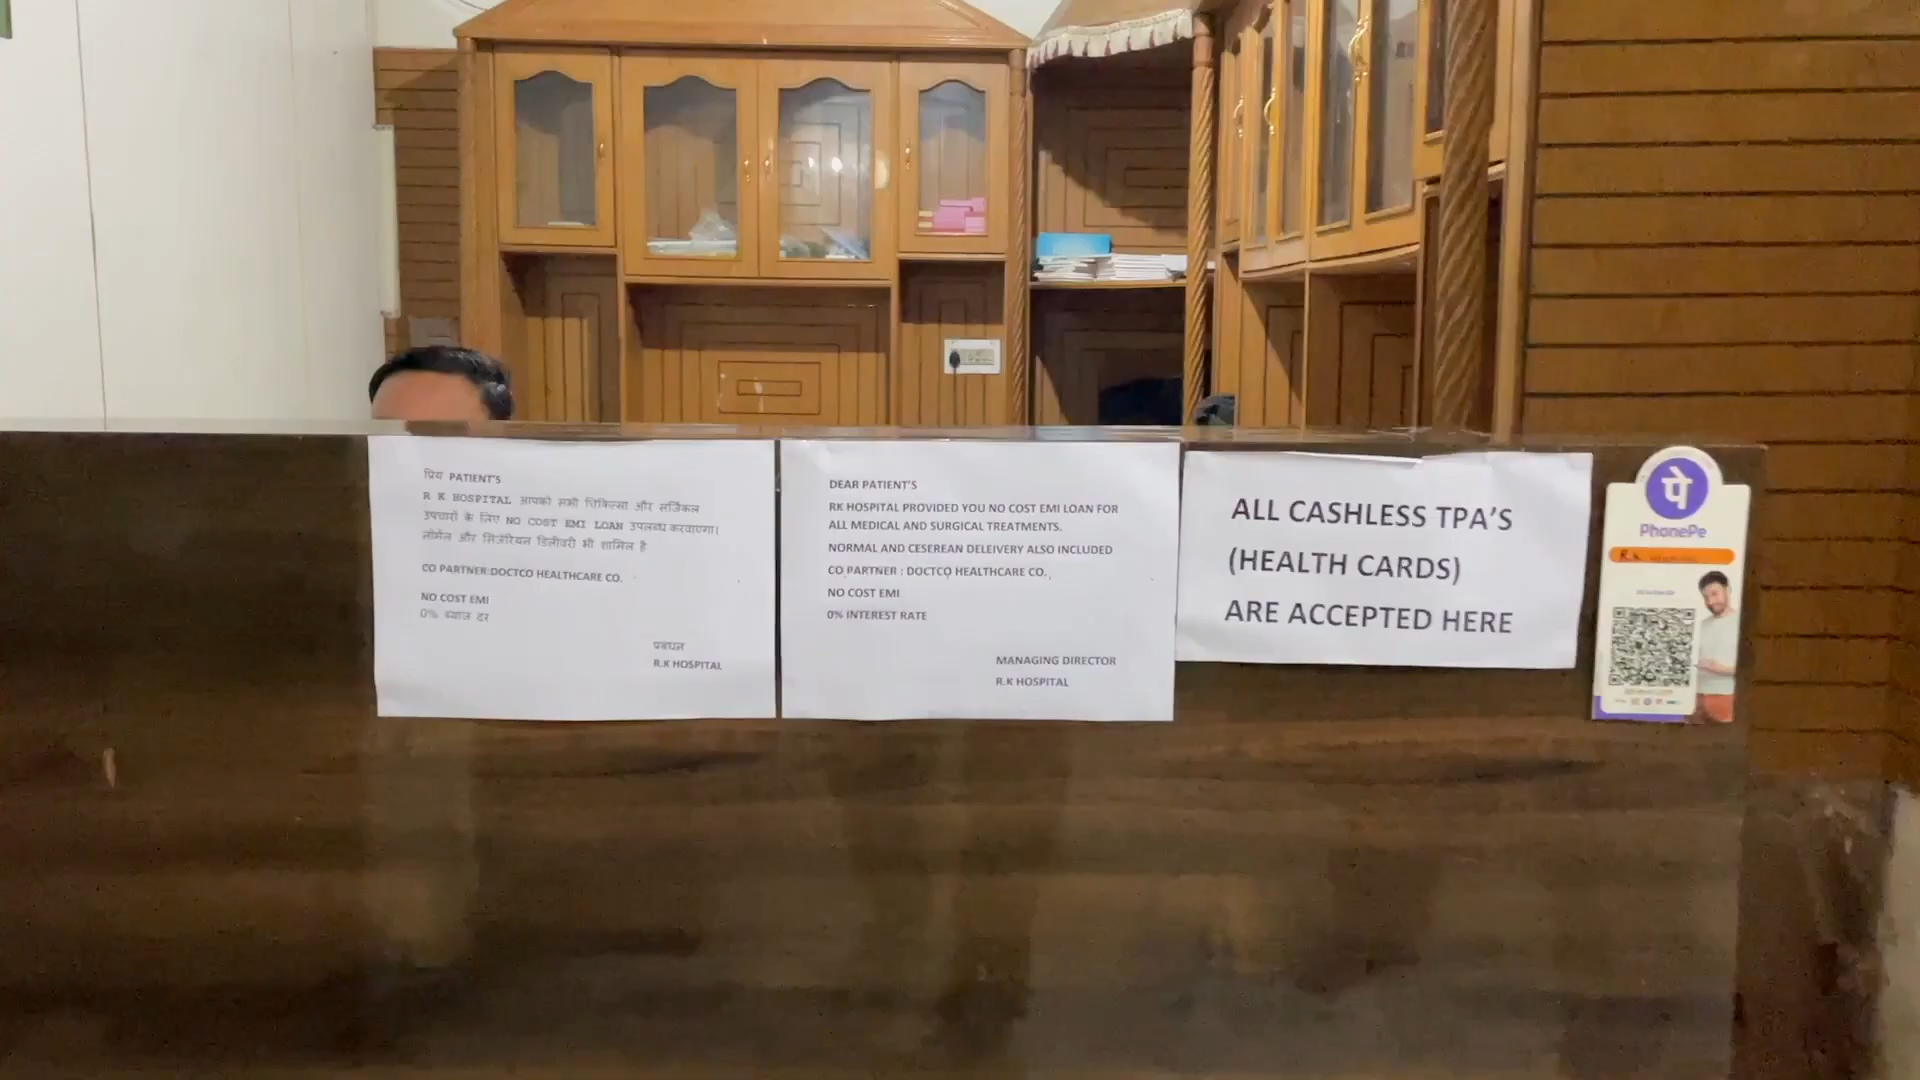 प्रिय PATIENT'S
R K HOSPITAL आपको सभी चिकित्सा और सर्जिकल
उपचारों के लिए NO COST EMI LOAN उपलब्ध करवाएगा।
नॉर्मल और सिजेरियन डिलीवरी भी शामिल है
CO PARTNER:DOCTCO HEALTHCARE CO.
NO COST EMI
0% ब्याज दर
प्रबंधन
R.K HOSPITAL
DEAR PATIENT'S
RK HOSPITAL PROVIDED YOU NO COST EMI LOAN FOR
ALL MEDICAL AND SURGICAL TREATMENTS.
NORMAL AND CESEREAN DELEIVERY ALSO INCLUDED
CO PARTNER : DOCTCO HEALTHCARE CO.
NO COST EMI
0% INTEREST RATE
MANAGING DIRECTOR
R.K HOSPITAL
ALL CASHLESS TPA'S
(HEALTH CARDS)
ARE ACCEPTED HERE
पे
PhonePe
R.K